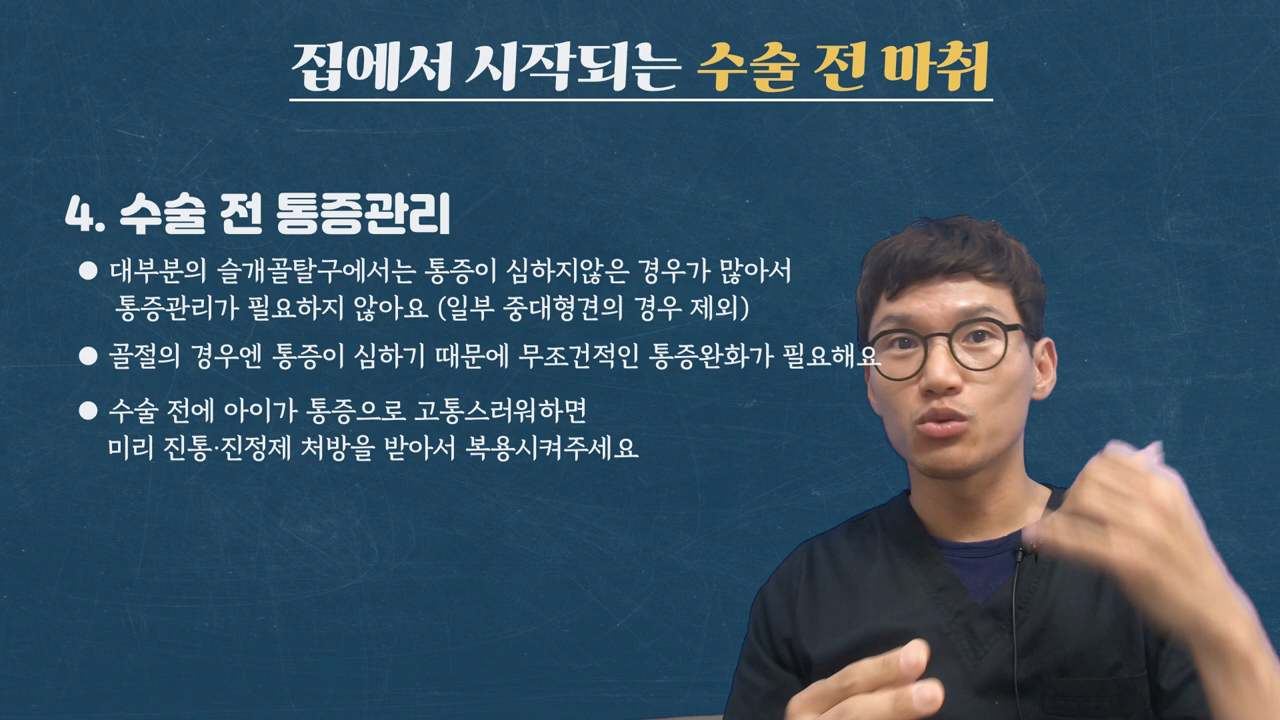 집에서 시작되는 수술 전 마취
4. 수술 전 통증관리
● 대부분의 슬개골탈구에서는 통증이 심하지않은 경우가 많아서
통증관리가 필요하지 않아요 (일부 중대형견의 경우 제외)
● 골절의 경우엔 통증이 심하기 때문에 무조건적인 통증완화가 필요해요
● 수술 전에 아이가 통증으로 고통스러워하면
미리 진통·진정제 처방을 받아서 복용시켜주세요